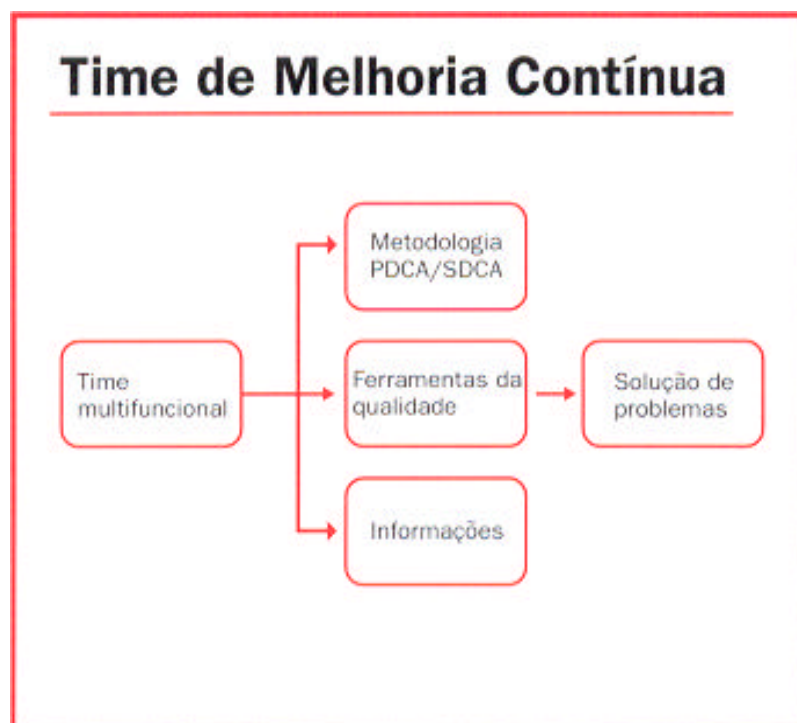 Time de Melhoria Contínua
Metodologia
PDCA/SDCA
Time
multifuncional
Ferramentas da
qualidade
Solução de
problemas
Informações